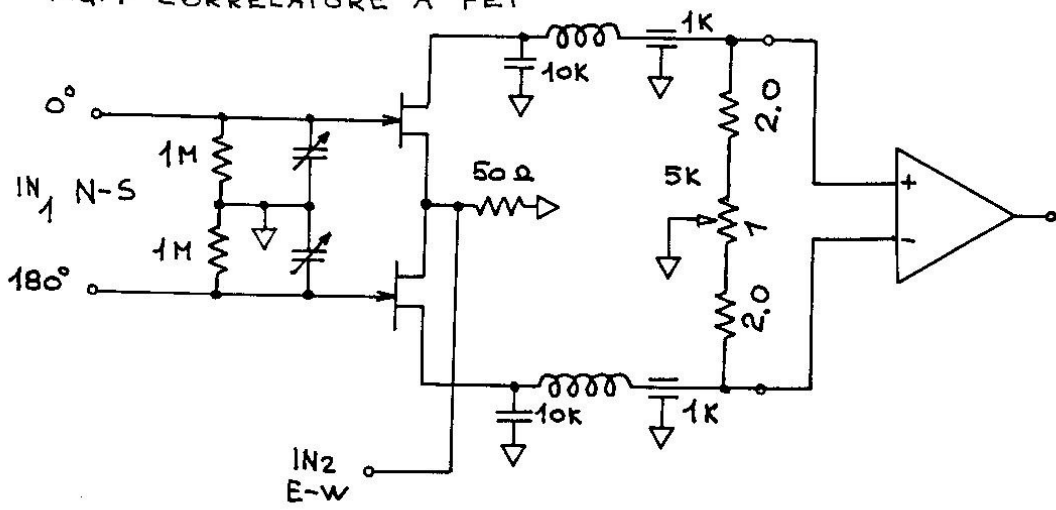 CORRELATORE A FET
1K
10K
0°
1M
2.0
IN1 N-S
50Ω
5K
1
+
-
1M
180°
2.0
10K
1K
IN2
E-W